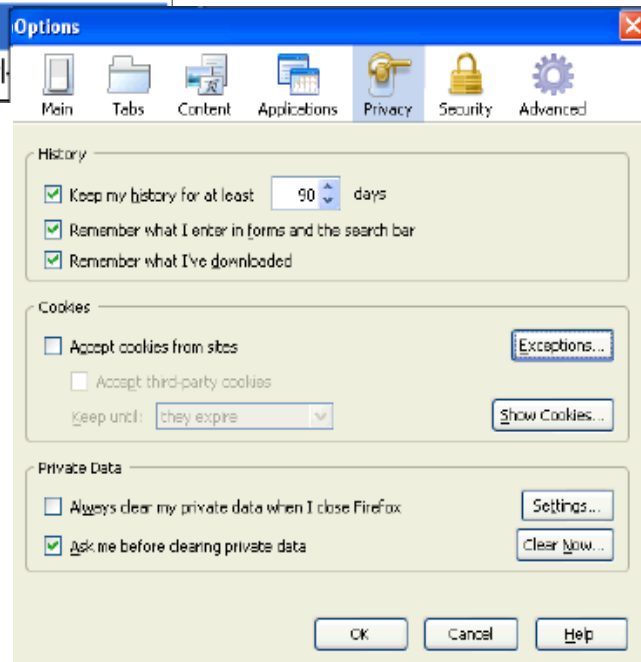 Options
Main Tabs Content Applications Privacy Security Advanced
History
Keep my history for at least 90 days
Remember what I enter in forms and the search bar
Remember what I've downloaded
Cookies
Accept cookies from sites Exceptions...
Accept third-party cookies
Keep until: they expire Show Cookies...
Private Data
Always clear my private data when I close Firefox Settings...
Ask me before clearing private data Clear Now...
OK Cancel Help